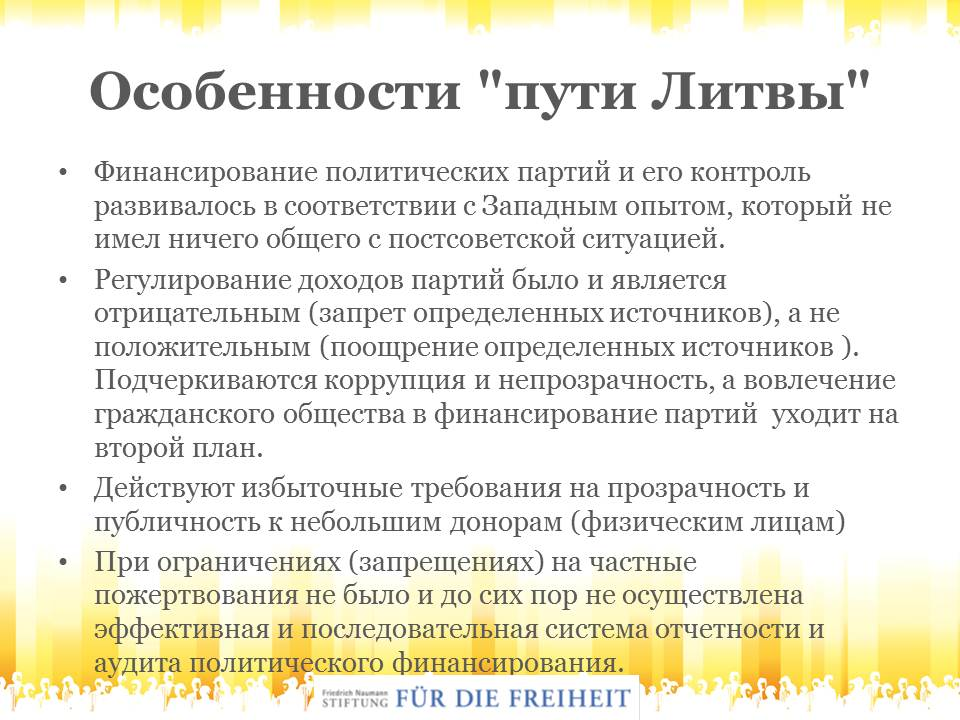 Особенности "пути Литвы"
• Финансирование политических партий и его контроль
развивалось в соответствии с Западным опытом, который не
имел ничего общего с постсоветской ситуацией.
• Регулирование доходов партий было и является
отрицательным (запрет определенных источников), а не
положительным (поощрение определенных источников ).
Подчеркиваются коррупция и непрозрачность, а вовлечение
гражданского общества в финансирование партий  уходит на
второй план.
• Действуют избыточные требования на прозрачность и
публичность к небольшим донорам (физическим лицам)
• При ограничениях (запрещениях) на частные
пожертвования не было и до сих пор не осуществлена
эффективная и последовательная система отчетности и
аудита политического финансирования.
Friedrich Naumann
STIFTUNG FÜR DIE FREIHEIT